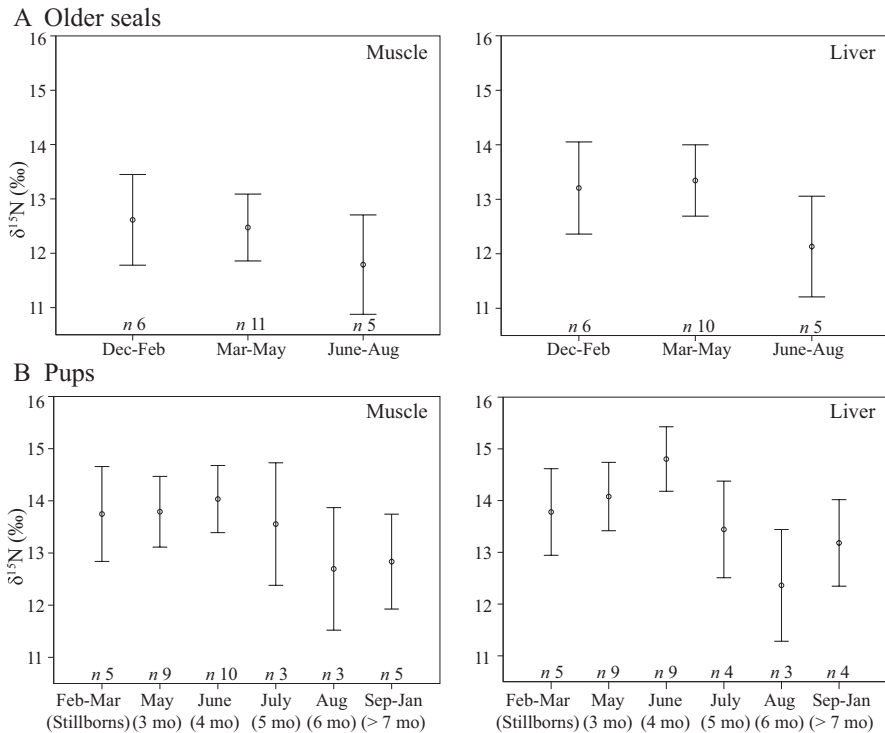 A Older seals
Muscle
16
15
14
13
12
11
δ¹⁵N (‰)
n 6 n 11 n 5
Dec-Feb Mar-May June-Aug
Liver
16
15
14
13
12
11
n 6 n 10 n 5
Dec-Feb Mar-May June-Aug
B Pups
Muscle
16
15
14
13
12
11
δ¹⁵N (‰)
n 5 n 9 n 10 n 3 n 3 n 5
Feb-Mar May June July Aug Sep-Jan
(Stillborns) (3 mo) (4 mo) (5 mo) (6 mo) (> 7 mo)
Liver
16
15
14
13
12
11
n 5 n 9 n 9 n 4 n 3 n 4
Feb-Mar May June July Aug Sep-Jan
(Stillborns) (3 mo) (4 mo) (5 mo) (6 mo) (> 7 mo)